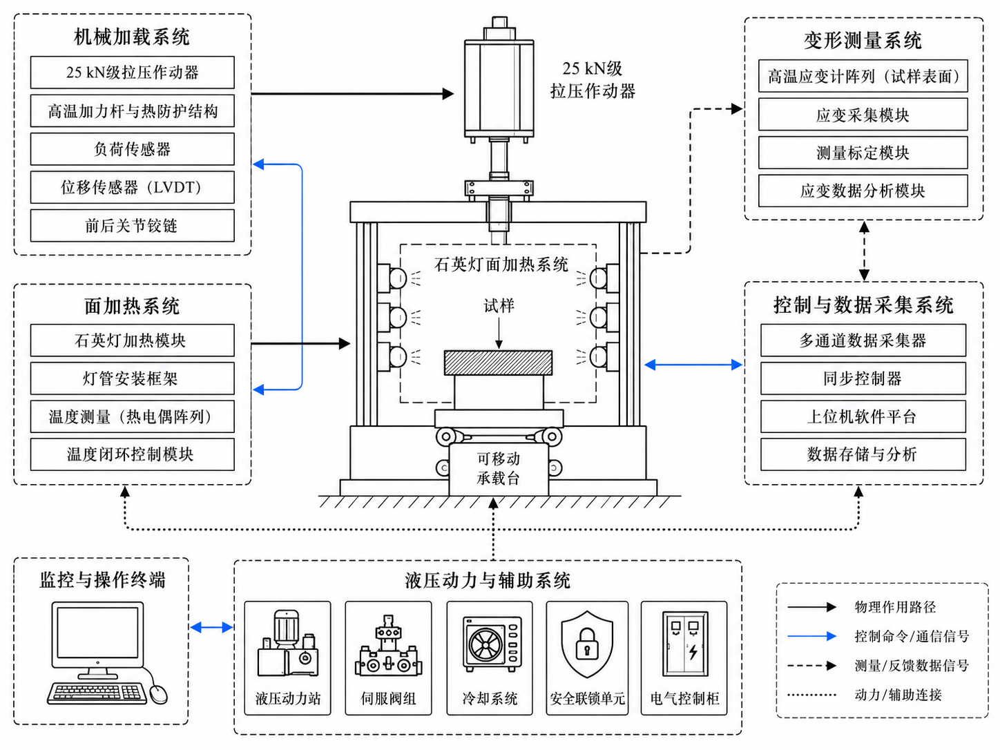 机械加载系统
25 kN级拉压作动器
高温加力杆与热防护结构
负荷传感器
位移传感器（LVDT）
前后关节铰链
面加热系统
石英灯加热模块
灯管安装框架
温度测量（热电偶阵列）
温度闭环控制模块
25 kN级
拉压作动器
石英灯面加热系统
试样
可移动
承载台
变形测量系统
高温应变计阵列（试样表面）
应变采集模块
测量标定模块
应变数据分析模块
控制与数据采集系统
多通道数据采集器
同步控制器
上位机软件平台
数据存储与分析
监控与操作终端
液压动力与辅助系统
液压动力站
伺服阀组
冷却系统
安全联锁单元
电气控制柜
物理作用路径
控制命令/通信信号
测量/反馈数据信号
动力/辅助连接